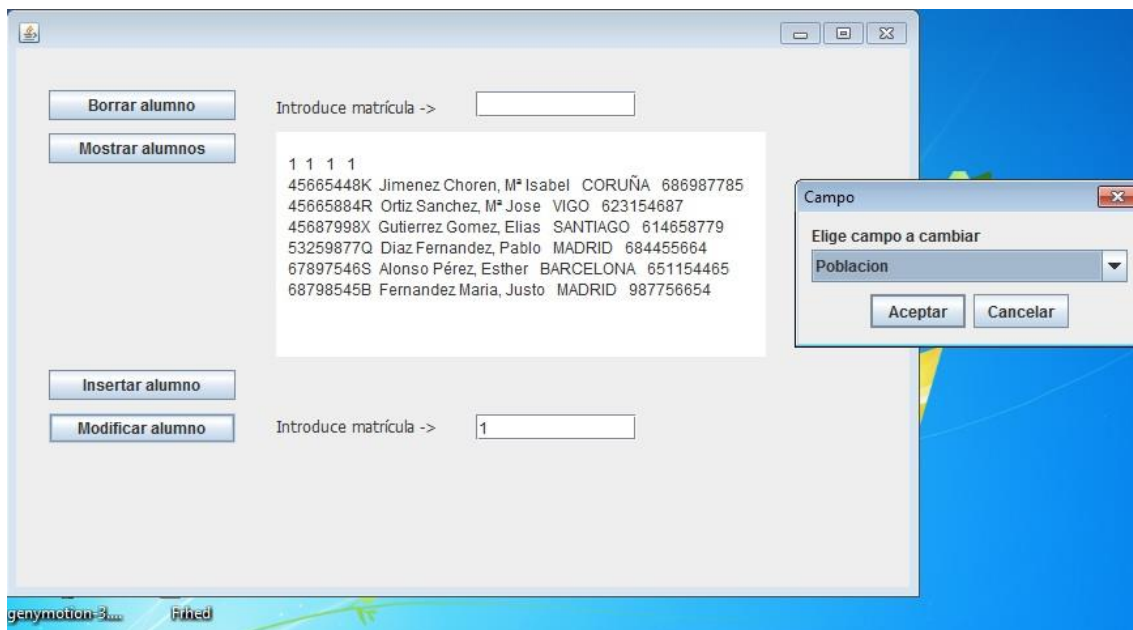 Borrar alumno
Introduce matrícula ->
Mostrar alumnos
1 1 1 1
45665448K Jimenez Choren, Mª Isabel CORUÑA 686987785
45665884R Ortiz Sanchez, Mª Jose VIGO 623154687
45687998X Gutierrez Gomez, Elias SANTIAGO 614658779
53259877Q Diaz Fernandez, Pablo MADRID 684455664
67897546S Alonso Pérez, Esther BARCELONA 651154465
68798545B Fernandez Maria, Justo MADRID 987756654
Campo
Elige campo a cambiar
Poblacion
Aceptar Cancelar
Insertar alumno
Modificar alumno
Introduce matrícula -> 1
genymotion-3.... Frhed